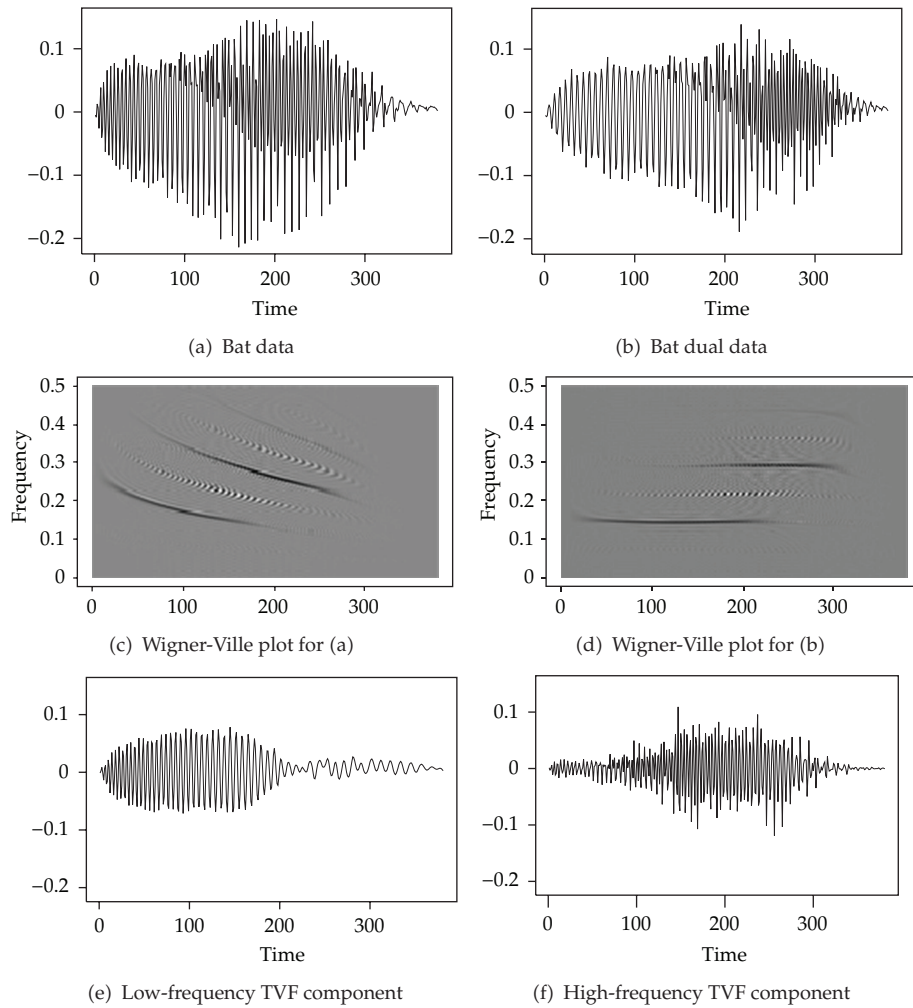 0.1
0
−0.1
−0.2
0 100 200 300
Time
(a) Bat data
0.1
0
−0.1
−0.2
0 100 200 300
Time
(b) Bat dual data
0.5
0.4
0.3
0.2
0.1
0
Frequency
0 100 200 300
(c) Wigner-Ville plot for (a)
0.5
0.4
0.3
0.2
0.1
0
Frequency
0 100 200 300
(d) Wigner-Ville plot for (b)
0.1
0
−0.1
−0.2
0 100 200 300
Time
(e) Low-frequency TVF component
0.1
0
−0.1
−0.2
0 100 200 300
Time
(f) High-frequency TVF component